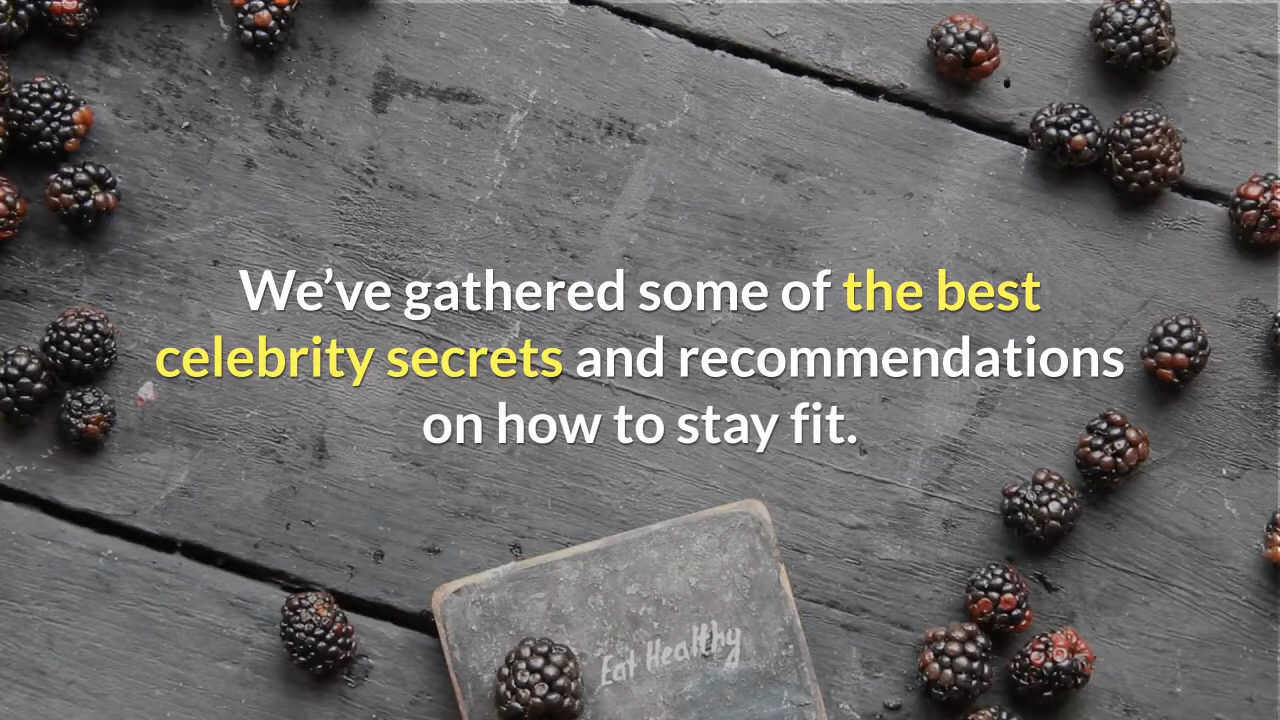 We’ve gathered some of the best
celebrity secrets and recommendations
on how to stay fit.
Eat Healthy